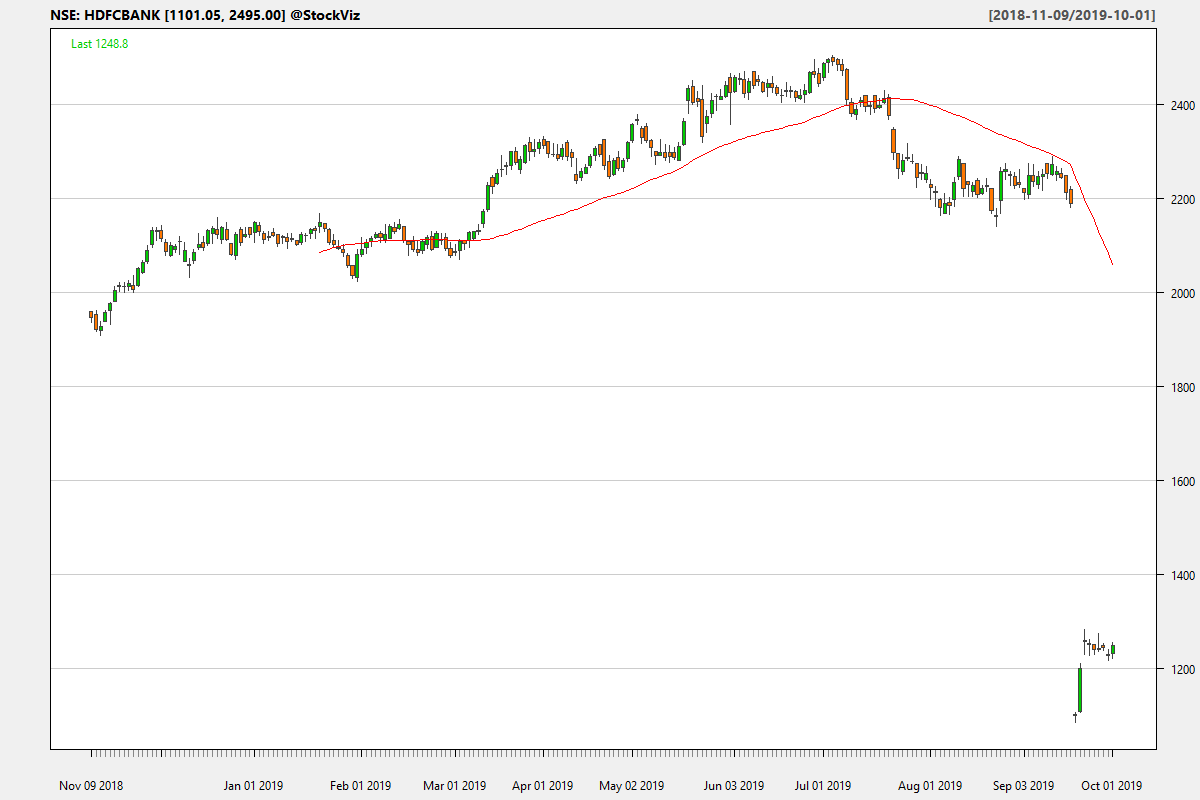 NSE: HDFCBANK [1101.05, 2495.00] @StockViz [2018-11-09/2019-10-01]
Last 1248.8
2400
2200
2000
1800
1600
1400
1200
Nov 09 2018 Jan 01 2019 Feb 01 2019 Mar 01 2019 Apr 01 2019 May 02 2019 Jun 03 2019 Jul 01 2019 Aug 01 2019 Sep 03 2019 Oct 01 2019